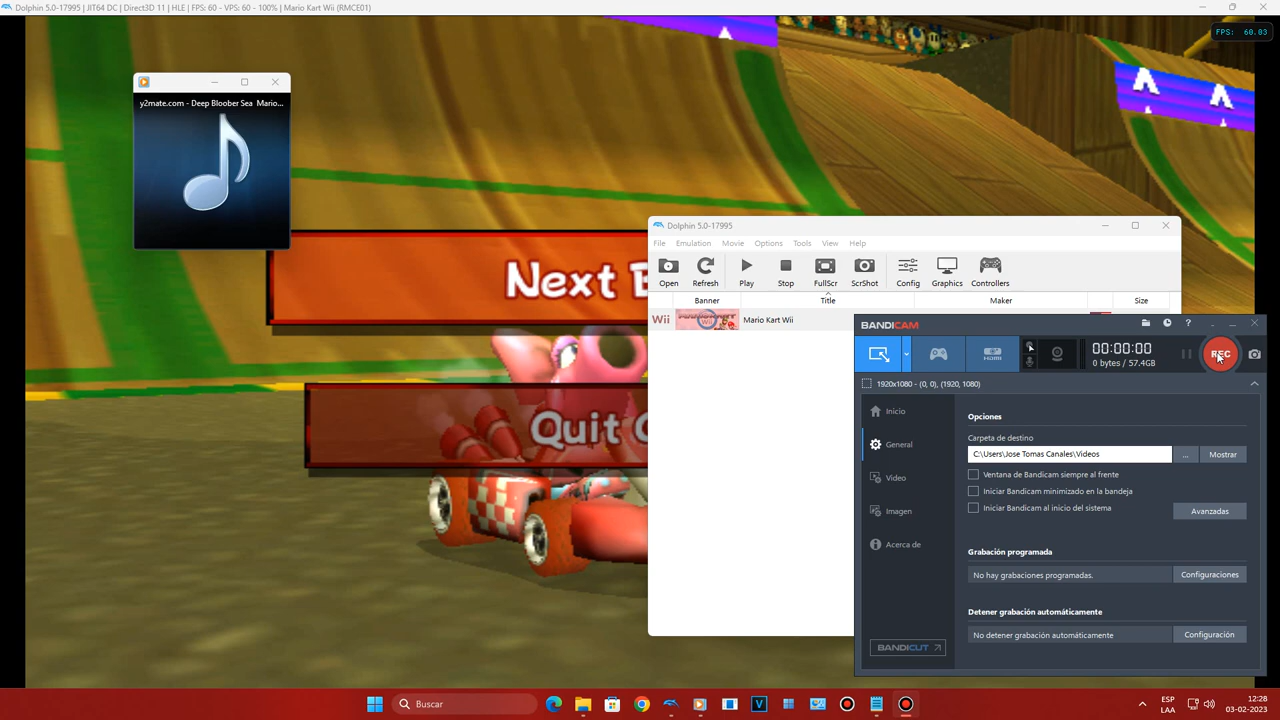 Dolphin 5.0-17995 | JIT64 DC | Direct3D 11 | HLE | FPS: 60 - VPS: 60 - 100% | Mario Kart Wii (RMCE01)
FPS: 60.03
y2mate.com - Deep Bloober Sea Mario...
Next
Quit
Dolphin 5.0-17995
File Emulation Movie Options Tools View Help
Open Refresh Play Stop FullScr ScrShot Config Graphics Controllers
Banner Title Maker Size
Wii MARIOKART Wii Mario Kart Wii
BANDICAM
HDMI 00:00:00 REC
0 bytes / 57.4GB
1920x1080 - (0, 0), (1920, 1080)
Inicio
General
Video
Imagen
Acerca de
BANDICUT
Opciones
Carpeta de destino
C:\Users\Jose Tomas Canales\Videos ... Mostrar
Ventana de Bandicam siempre al frente
Iniciar Bandicam minimizado en la bandeja
Iniciar Bandicam al inicio del sistema
Avanzadas
Grabación programada
No hay grabaciones programadas. Configuraciones
Detener grabación automáticamente
No detener grabación automáticamente Configuración
Buscar
ESP
LAA
12:28
03-02-2023